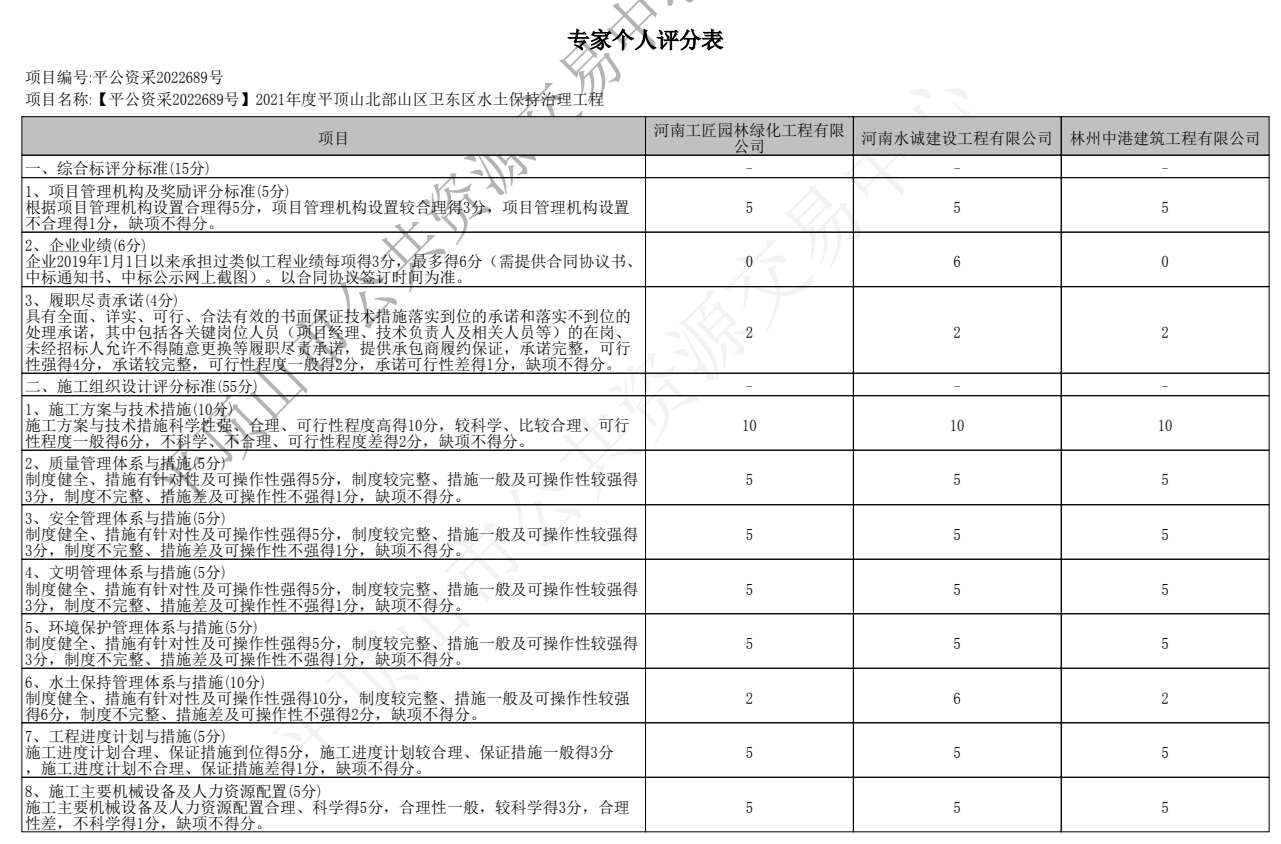 专家个人评分表
项目编号:平公资采2022689号
项目名称:【平公资采2022689号】2021年度平顶山北部山区卫东区水土保持治理工程
项目
河南工匠园林绿化工程有限
公司
河南水诚建设工程有限公司
林州中港建筑工程有限公司
一、综合标评分标准(15分)
-
-
-
1、项目管理机构及奖励评分标准(5分)
根据项目管理机构设置合理得5分，项目管理机构设置较合理得3分，项目管理机构设置
不合理得1分，缺项不得分。
5
5
5
2、企业业绩(6分)
企业2019年1月1日以来承担过类似工程业绩每项得3分，最多得6分（需提供合同协议书、
中标通知书、中标公示网上截图）。以合同协议签订时间为准。
0
6
0
3、履职尽责承诺(4分)
具有全面、详实、可行、合法有效的书面保证技术措施落实到位的承诺和落实不到位的
处理承诺，其中包括各关键岗位人员（项目经理、技术负责人及相关人员等）的在岗、
未经招标人允许不得随意更换等履职尽责承诺，提供承包商履约保证，承诺完整，可行
性强得4分，承诺较完整，可行性程度一般得2分，承诺可行性差得1分，缺项不得分。
2
2
2
二、施工组织设计评分标准(55分)
-
-
-
1、施工方案与技术措施(10分)
施工方案与技术措施科学性强、合理、可行性程度高得10分，较科学、比较合理、可行
性程度一般得6分，不科学、不合理、可行性程度差得2分，缺项不得分。
10
10
10
2、质量管理体系与措施(5分)
制度健全、措施有针对性及可操作性强得5分，制度较完整、措施一般及可操作性较强得
3分，制度不完整、措施差及可操作性不强得1分，缺项不得分。
5
5
5
3、安全管理体系与措施(5分)
制度健全、措施有针对性及可操作性强得5分，制度较完整、措施一般及可操作性较强得
3分，制度不完整、措施差及可操作性不强得1分，缺项不得分。
5
5
5
4、文明管理体系与措施(5分)
制度健全、措施有针对性及可操作性强得5分，制度较完整、措施一般及可操作性较强得
3分，制度不完整、措施差及可操作性不强得1分，缺项不得分。
5
5
5
5、环境保护管理体系与措施(5分)
制度健全、措施有针对性及可操作性强得5分，制度较完整、措施一般及可操作性较强得
3分，制度不完整、措施差及可操作性不强得1分，缺项不得分。
5
5
5
6、水土保持管理体系与措施(10分)
制度健全、措施有针对性及可操作性强得10分，制度较完整、措施一般及可操作性较强
得6分，制度不完整、措施差及可操作性不强得2分，缺项不得分。
2
6
2
7、工程进度计划与措施(5分)
施工进度计划合理、保证措施到位得5分，施工进度计划较合理、保证措施一般得3分
，施工进度计划不合理、保证措施差得1分，缺项不得分。
5
5
5
8、施工主要机械设备及人力资源配置(5分)
施工主要机械设备及人力资源配置合理、科学得5分，合理性一般，较科学得3分，合理
性差，不科学得1分，缺项不得分。
5
5
5
平顶山市公共资源交易中心
平顶山市公共资源交易中心